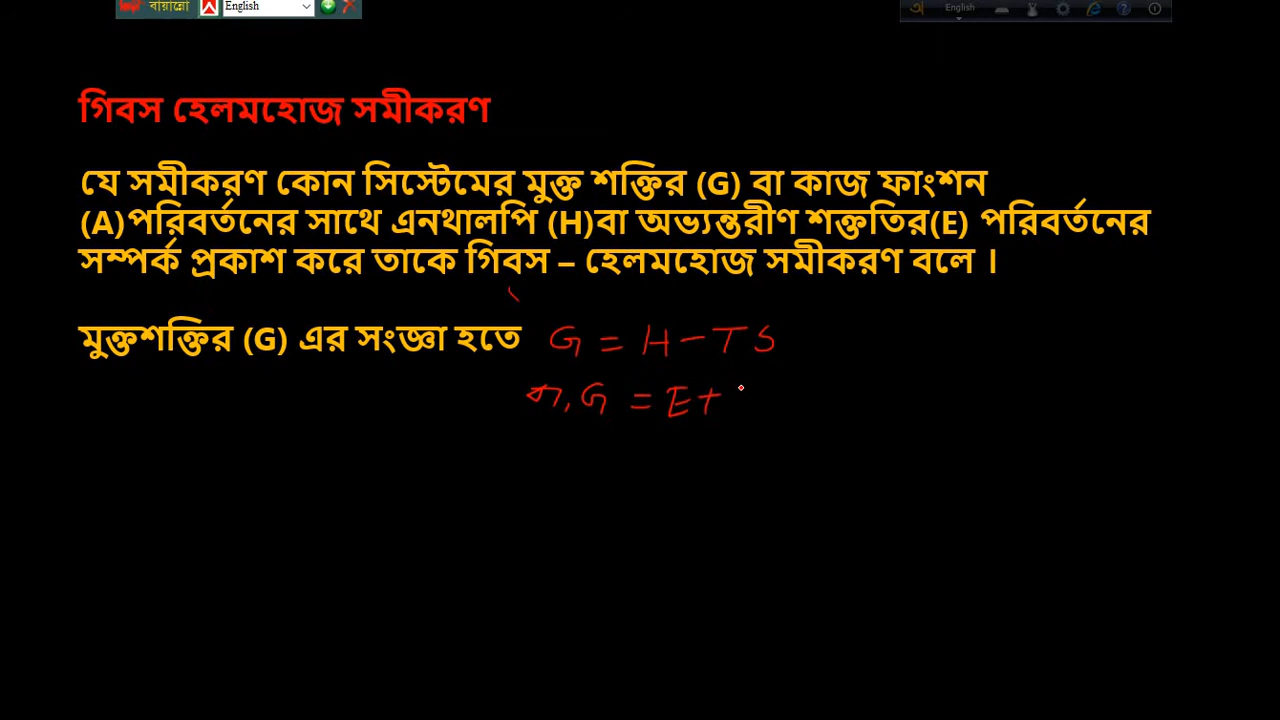 বায়ান্নো English English
গিবস হেলমহোজ সমীকরণ
যে সমীকরণ কোন সিস্টেমের মুক্ত শক্তির (G) বা কাজ ফাংশন
(A)পরিবর্তনের সাথে এনথালপি (H)বা অভ্যন্তরীণ শক্ততির(E) পরিবর্তনের
সম্পর্ক প্রকাশ করে তাকে গিবস – হেলমহোজ সমীকরণ বলে ।
মুক্তশক্তির (G) এর সংজ্ঞা হতে G = H - TS
বা, G = E +